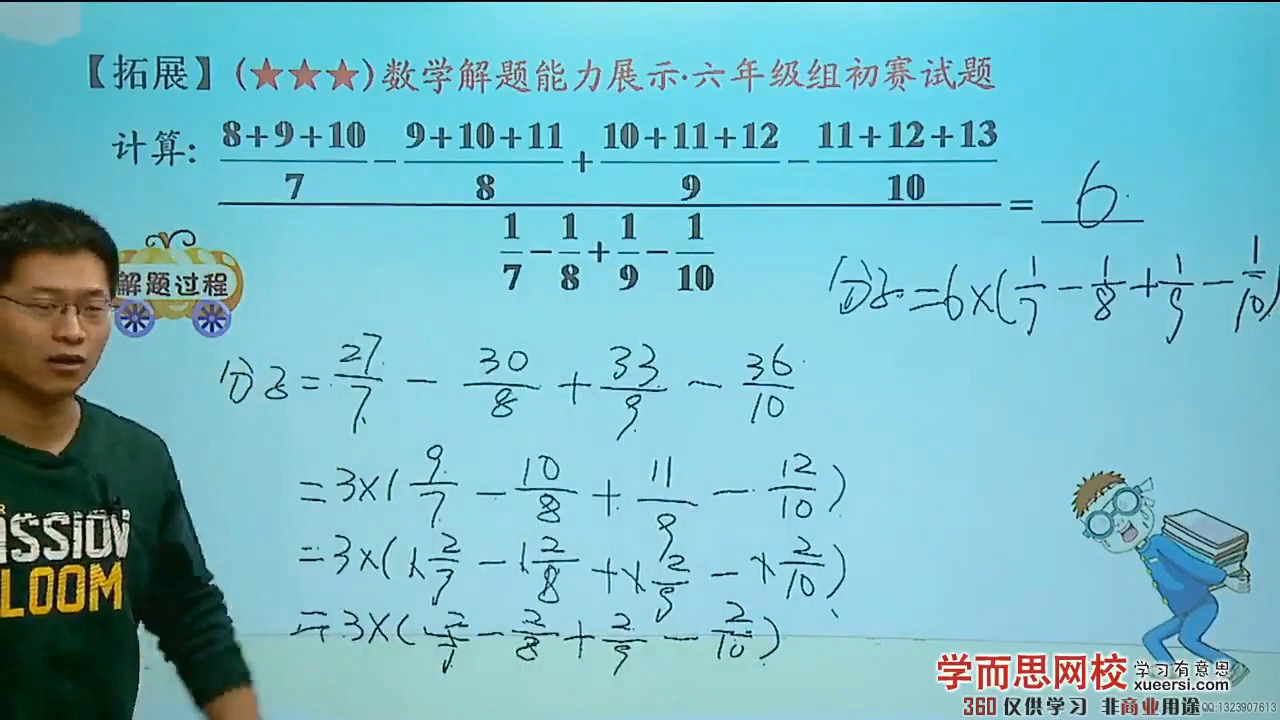 【拓展】(★★★)数学解题能力展示·六年级组初赛试题
计算: (8+9+10)/7 - (9+10+11)/8 + (10+11+12)/9 - (11+12+13)/10
1/7 - 1/8 + 1/9 - 1/10
= 6
解题过程
分子=6×(1/7 - 1/8 + 1/9 - 1/10)
分子= 27/7 - 30/8 + 33/9 - 36/10
=3×(9/7 - 10/8 + 11/9 - 12/10)
=3×(1 2/7 - 1 2/8 + 1 2/9 - 1 2/10)
=3×(2/7 - 2/8 + 2/9 - 2/10)
ISSION
LOOM
学而思网校 学习有意思
xueersi.com
360 仅供学习 非商业用途 QQ:1323907613